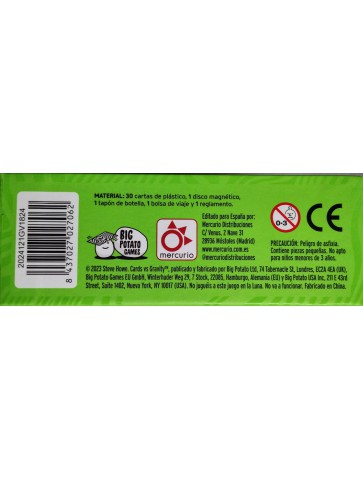 2024121GV1824
8 437027 027062
MATERIAL: 30 cartas de plástico, 1 disco magnético,
1 tapón de botella, 1 bolsa de viaje y 1 reglamento.
BIG
POTATO
GAMES
mercurio
Editado para España por:
Mercurio Distribuciones
C/ Venus, 2 Nave 31
28936 Móstoles (Madrid)
www.mercurio.com.es
@mercuriodistribuciones
0-3
CE
PRECAUCIÓN: Peligro de asfixia.
Contiene piezas pequeñas. No apto
para niños menores de 3 años.
© 2023 Steve Howe. Cards vs Gravity™, publicado y fabricado por Big Potato Ltd, 74 Tabernacle St, Londres, EC2A 4EA (UK),
Big Potato Games EU GmbH, Winterhuder Weg 29, 7 Stock, 22085, Hamburgo, Alemania (EU) y Big Potato USA Inc, 211 E 43rd
Street, Suite 1402, Nueva York, NY 10017 (USA). No juguéis a este juego en la Luna. No va a funcionar. Fabricado en China.